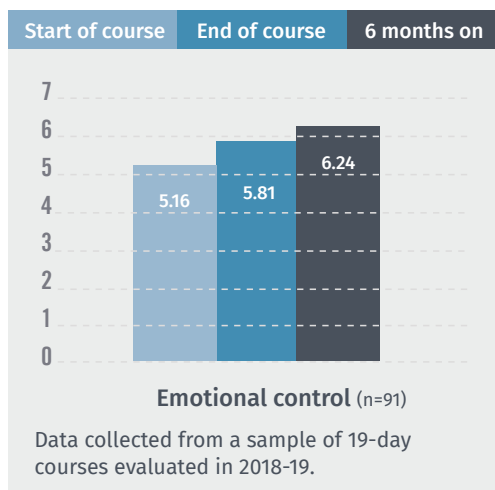 Start of course End of course 6 months on
7
6
5
4
3
2
1
0
5.16
5.81
6.24
Emotional control (n=91)
Data collected from a sample of 19-day
courses evaluated in 2018-19.